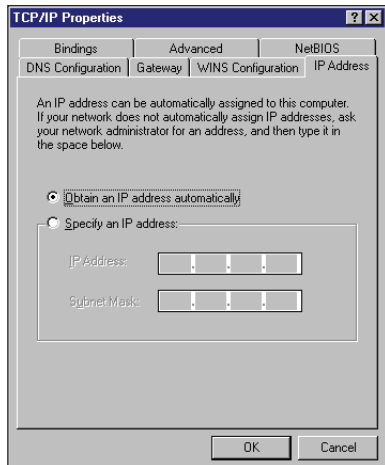 TCP/IP Properties
Bindings
Advanced
NetBIOS
DNS Configuration
Gateway
WINS Configuration
IP Address
An IP address can be automatically assigned to this computer.
If your network does not automatically assign IP addresses, ask
your network administrator for an address, and then type it in
the space below.
Obtain an IP address automatically
Specify an IP address:
IP Address:
Subnet Mask:
OK
Cancel